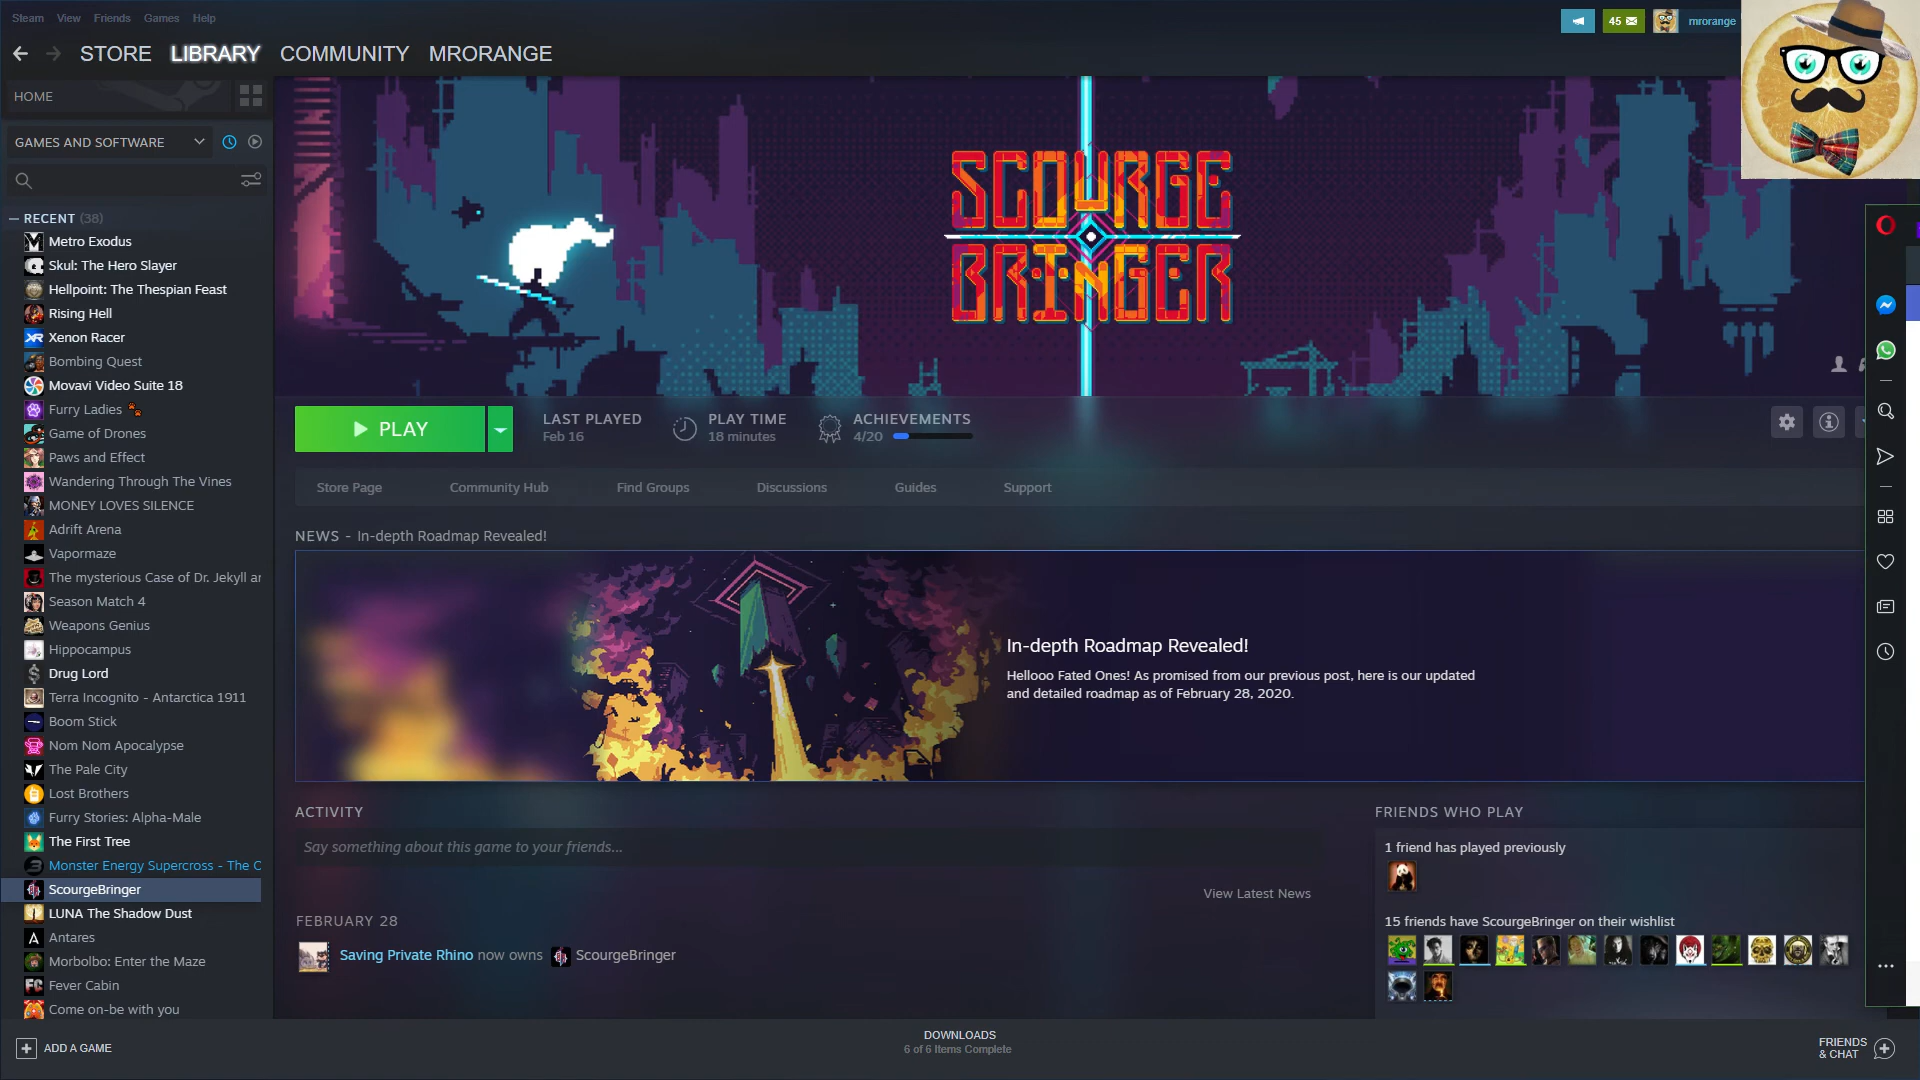 Steam View Friends Games Help
45
mrorange
STORE LIBRARY COMMUNITY MRORANGE
HOME
GAMES AND SOFTWARE
RECENT (38)
Metro Exodus
Skul: The Hero Slayer
Hellpoint: The Thespian Feast
Rising Hell
Xenon Racer
Bombing Quest
Movavi Video Suite 18
Furry Ladies
Game of Drones
Paws and Effect
Wandering Through The Vines
MONEY LOVES SILENCE
Adrift Arena
Vapormaze
The mysterious Case of Dr. Jekyll ar
Season Match 4
Weapons Genius
Hippocampus
Drug Lord
Terra Incognito - Antarctica 1911
Boom Stick
Nom Nom Apocalypse
The Pale City
Lost Brothers
Furry Stories: Alpha-Male
The First Tree
Monster Energy Supercross - The O
ScourgeBringer
LUNA The Shadow Dust
Antares
Morbolbo: Enter the Maze
Fever Cabin
Come on-be with you
SCOURGE
BRINGER
PLAY
LAST PLAYED
Feb 16
PLAY TIME
18 minutes
ACHIEVEMENTS
4/20
Store Page Community Hub Find Groups Discussions Guides Support
NEWS - In-depth Roadmap Revealed!
In-depth Roadmap Revealed!
Hellooo Fated Ones! As promised from our previous post, here is our updated
and detailed roadmap as of February 28, 2020.
ACTIVITY
Say something about this game to your friends...
View Latest News
FEBRUARY 28
Saving Private Rhino now owns ScourgeBringer
FRIENDS WHO PLAY
1 friend has played previously
15 friends have ScourgeBringer on their wishlist
ADD A GAME
DOWNLOADS
6 of 6 Items Complete
FRIENDS
& CHAT